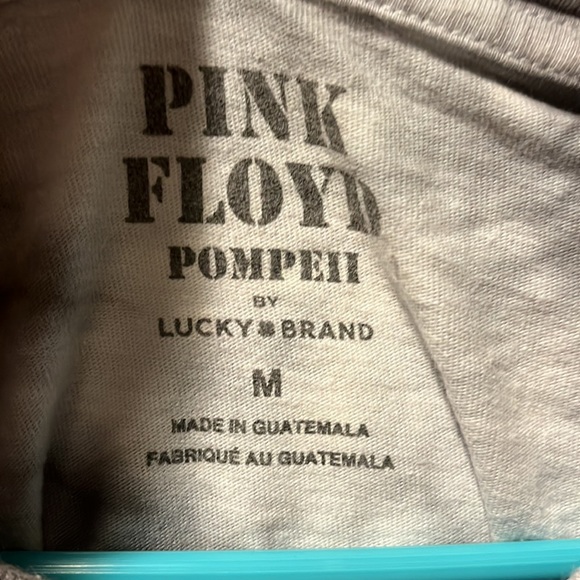 PINK
FLOYD
POMPEII
BY
LUCKY BRAND
M
MADE IN GUATEMALA
FABRIQUÉ AU GUATEMALA